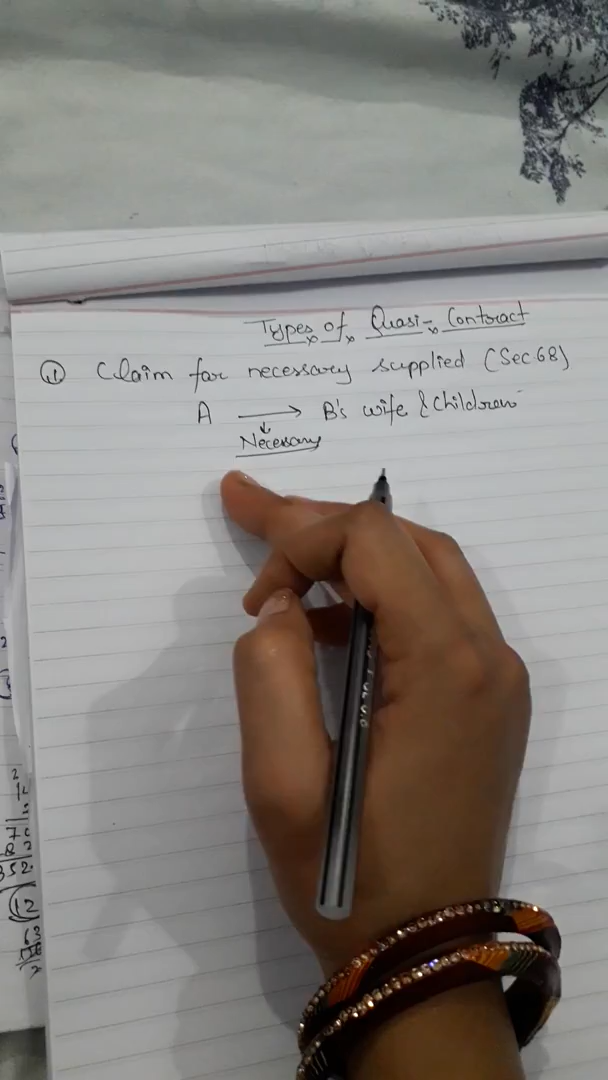 Types of Quasi-Contract
(1) Claim for necessary supplied (Sec 68)
A → B's wife & Children
↓
Necessary